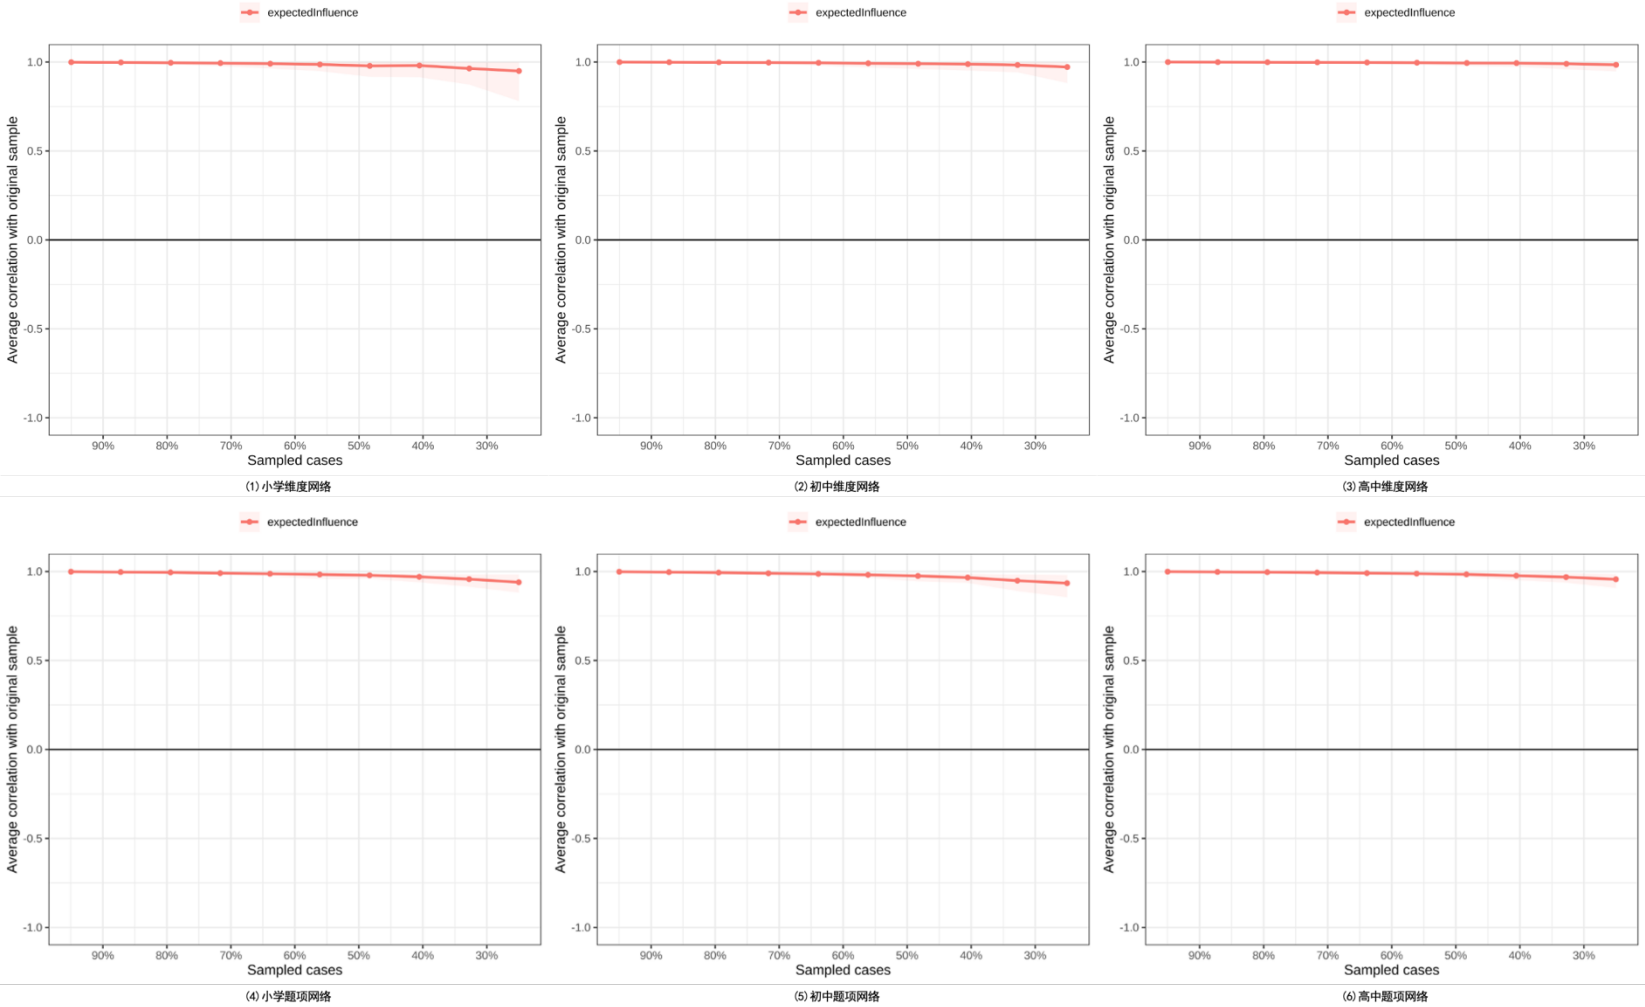 expectedInfluence
Average correlation with original sample
1.0
0.5
0.0
-0.5
-1.0
90% 80% 70% 60% 50% 40% 30%
Sampled cases
(1) 小学维度网络
expectedInfluence
Average correlation with original sample
1.0
0.5
0.0
-0.5
-1.0
90% 80% 70% 60% 50% 40% 30%
Sampled cases
(2) 初中维度网络
expectedInfluence
Average correlation with original sample
1.0
0.5
0.0
-0.5
-1.0
90% 80% 70% 60% 50% 40% 30%
Sampled cases
(3) 高中维度网络
expectedInfluence
Average correlation with original sample
1.0
0.5
0.0
-0.5
-1.0
90% 80% 70% 60% 50% 40% 30%
Sampled cases
(4) 小学题项网络
expectedInfluence
Average correlation with original sample
1.0
0.5
0.0
-0.5
-1.0
90% 80% 70% 60% 50% 40% 30%
Sampled cases
(5) 初中题项网络
expectedInfluence
Average correlation with original sample
1.0
0.5
0.0
-0.5
-1.0
90% 80% 70% 60% 50% 40% 30%
Sampled cases
(6) 高中题项网络